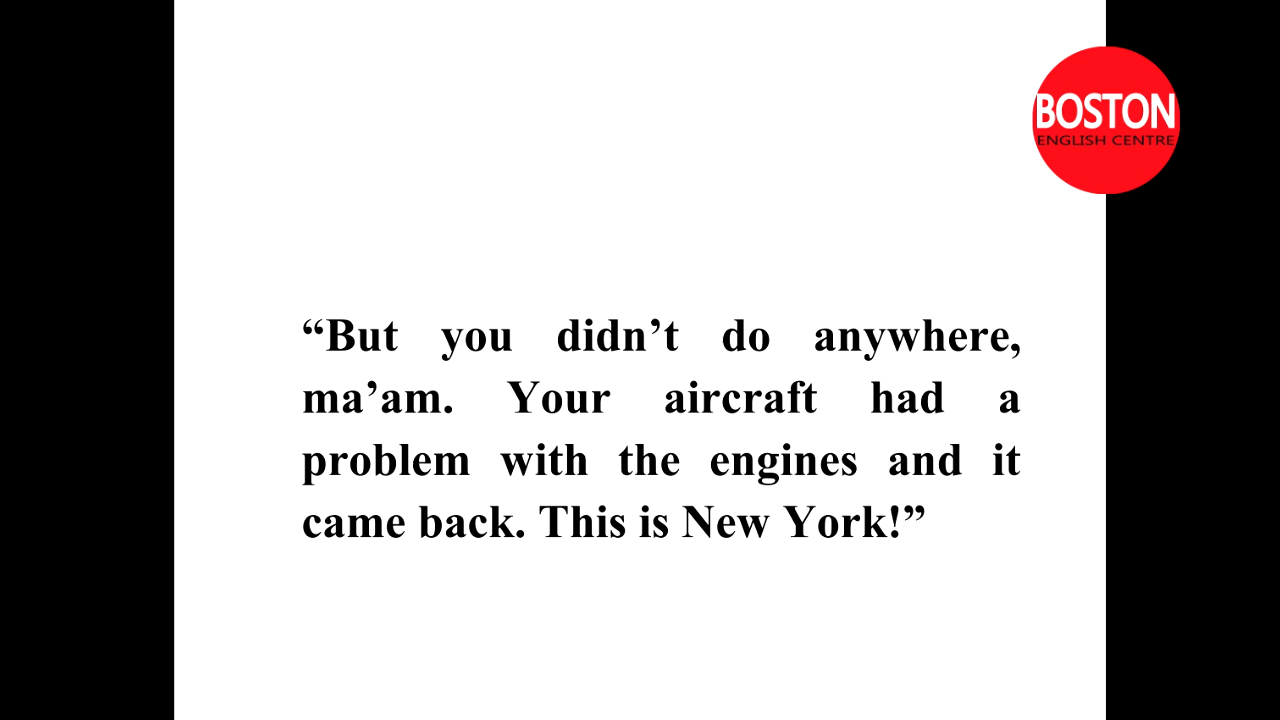 BOSTON
ENGLISH CENTRE
“But you didn’t do anywhere,
ma’am. Your aircraft had a
problem with the engines and it
came back. This is New York!”